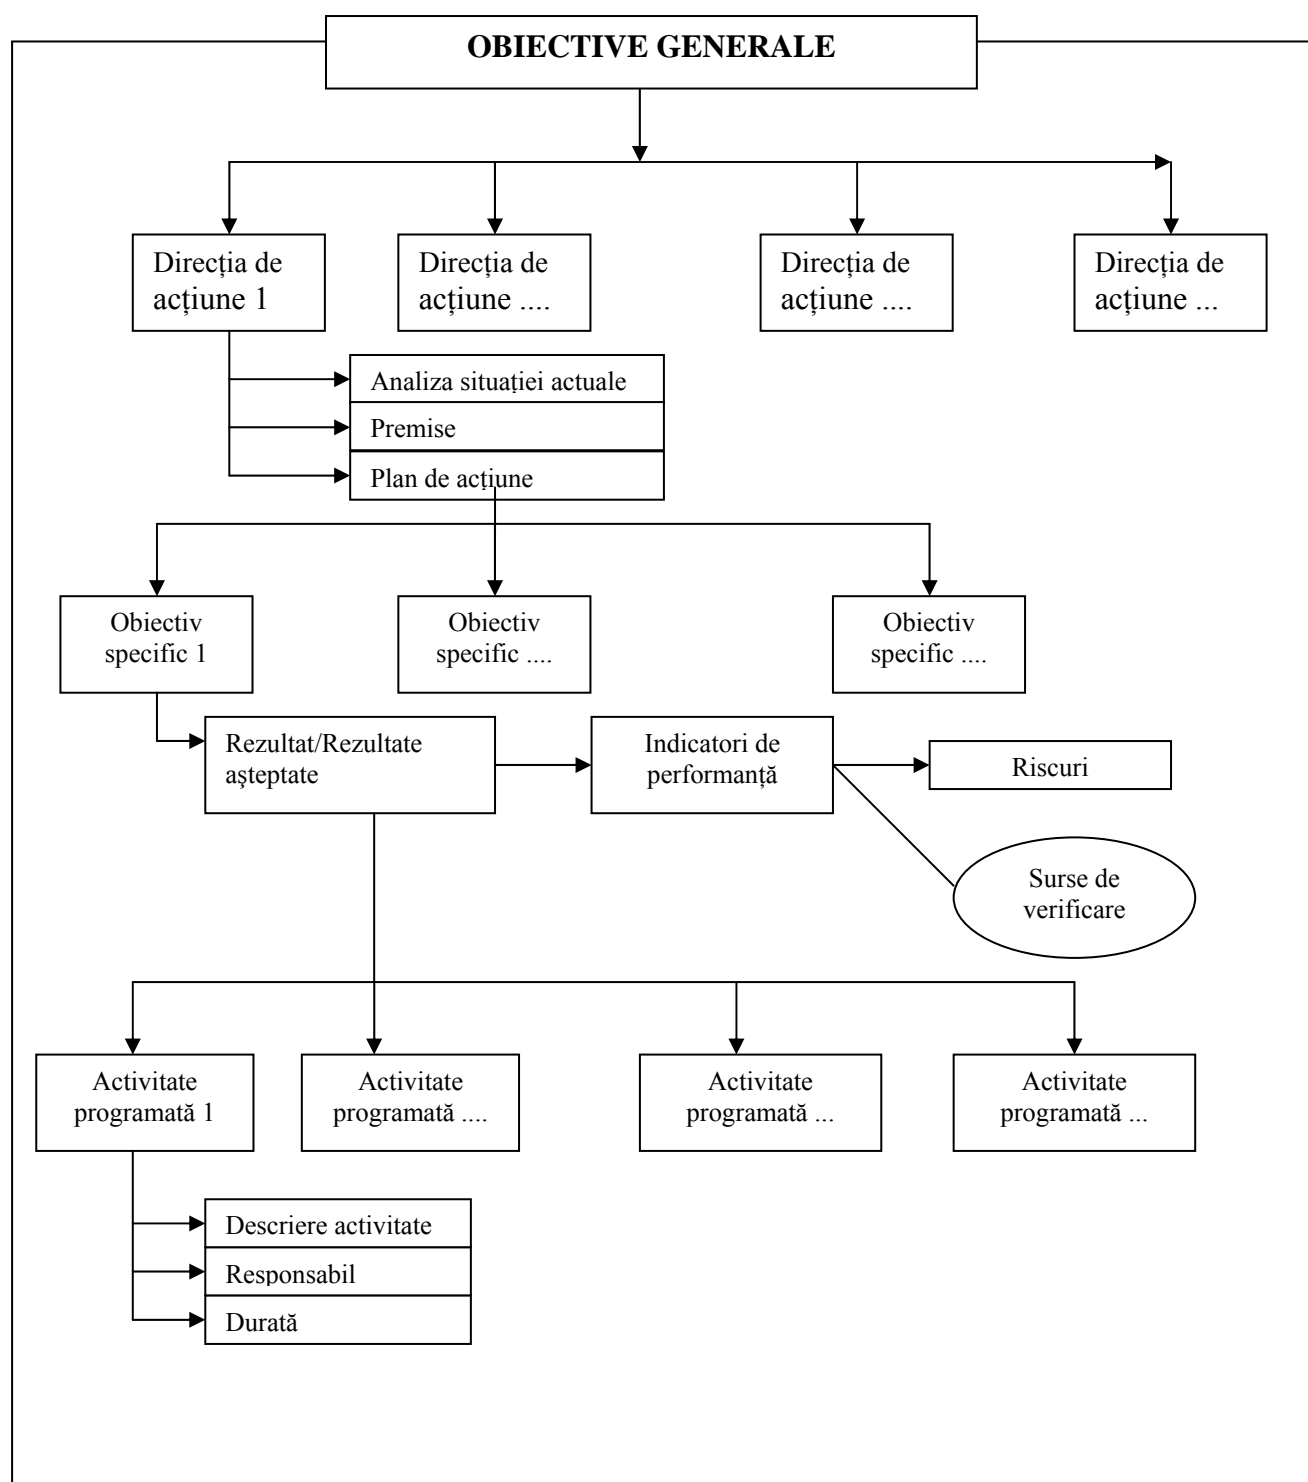 OBIECTIVE GENERALE
Direcția de
acțiune 1
Direcția de
acțiune ....
Direcția de
acțiune ....
Direcția de
acțiune ...
Analiza situației actuale
Premise
Plan de acțiune
Obiectiv
specific 1
Obiectiv
specific ....
Obiectiv
specific ....
Rezultat/Rezultate
aşteptate
Indicatori de
performanță
Riscuri
Surse de
verificare
Activitate
programată 1
Activitate
programată ....
Activitate
programată ...
Activitate
programată ...
Descriere activitate
Responsabil
Durată